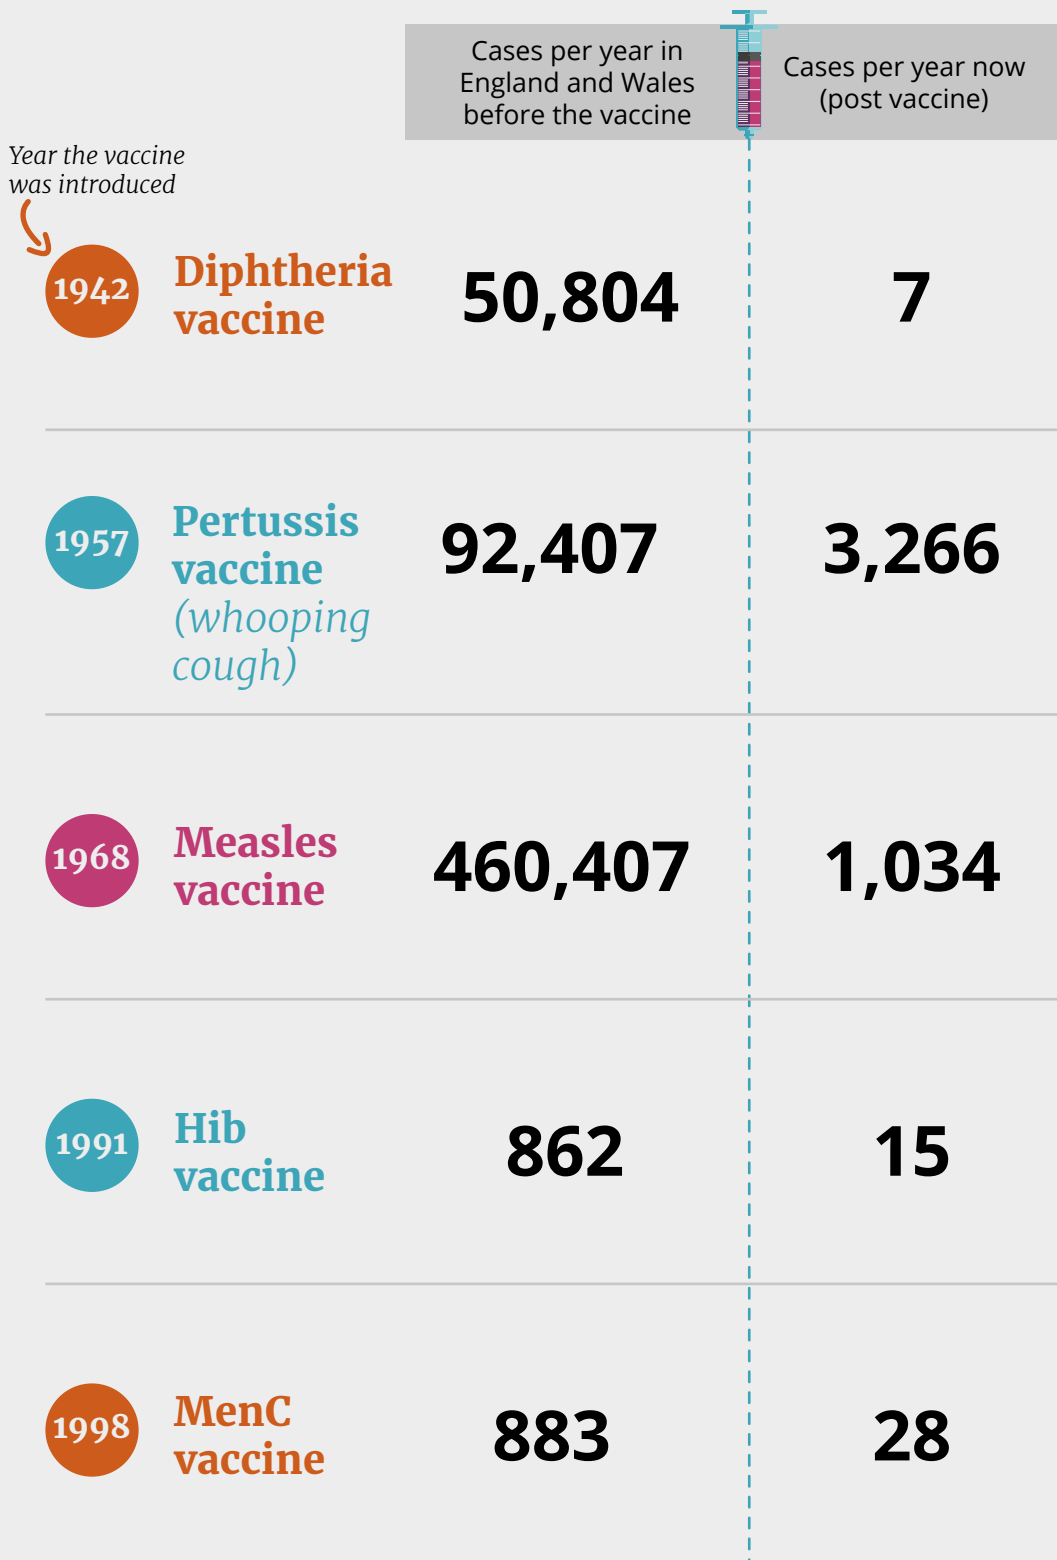 Cases per year in
England and Wales
before the vaccine
Cases per year now
(post vaccine)
Year the vaccine
was introduced
1942
Diphtheria
vaccine
50,804
7
1957
Pertussis
vaccine
(whooping
cough)
92,407
3,266
1968
Measles
vaccine
460,407
1,034
1991
Hib
vaccine
862
15
1998
MenC
vaccine
883
28